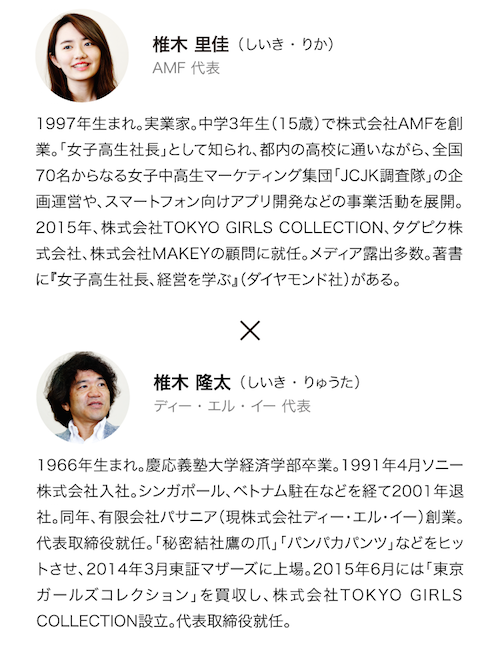 椎木 里佳（しいき・りか）
AMF 代表
1997年生まれ。実業家。中学3年生（15歳）で株式会社AMFを創
業。「女子高生社長」として知られ、都内の高校に通いながら、全国
70名からなる女子中高生マーケティング集団「JCJK調査隊」の企
画運営や、スマートフォン向けアプリ開発などの事業活動を展開。
2015年、株式会社TOKYO GIRLS COLLECTION、タグピク株
式会社、株式会社MAKEYの顧問に就任。メディア露出多数。著書
に『女子高生社長、経営を学ぶ』（ダイヤモンド社）がある。
×
椎木 隆太（しいき・りゅうた）
ディー・エル・イー 代表
1966年生まれ。慶応義塾大学経済学部卒業。1991年4月ソニー
株式会社入社。シンガポール、ベトナム駐在などを経て2001年退
社。同年、有限会社パサニア（現株式会社ディー・エル・イー）創業。
代表取締役就任。「秘密結社鷹の爪」「パンパカパンツ」などをヒッ
トさせ、2014年3月東証マザーズに上場。2015年6月には「東京
ガールズコレクション」を買収し、株式会社TOKYO GIRLS
COLLECTION設立。代表取締役就任。